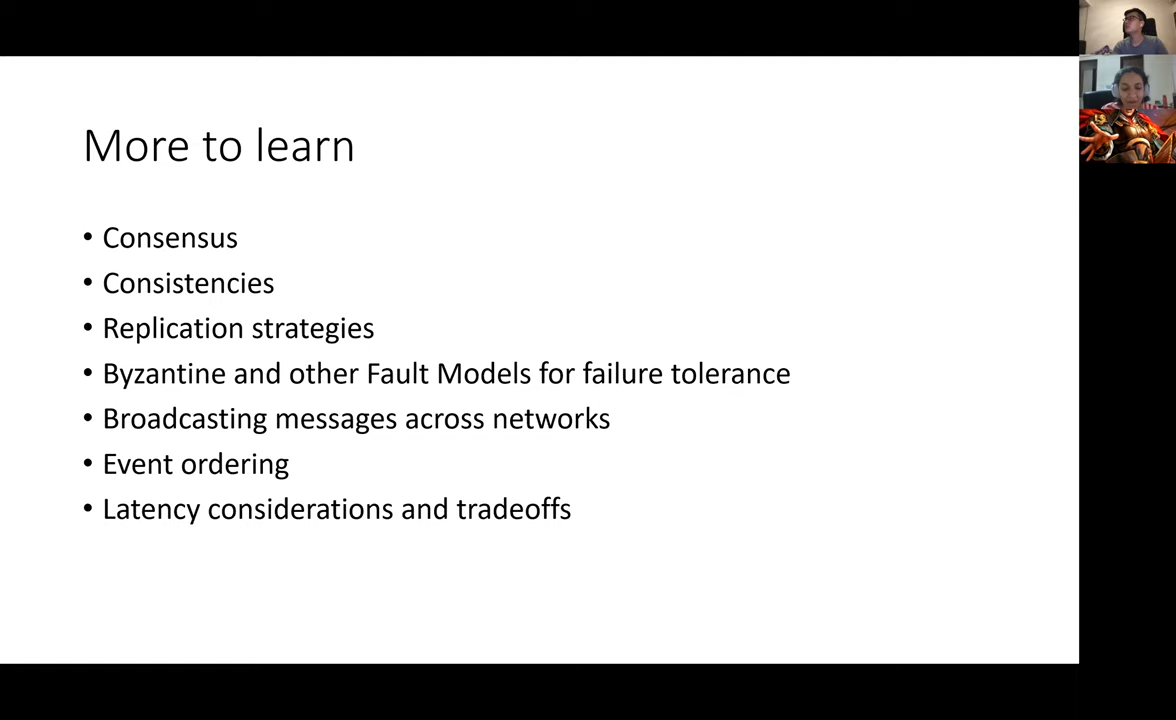 More to learn
• Consensus
• Consistencies
• Replication strategies
• Byzantine and other Fault Models for failure tolerance
• Broadcasting messages across networks
• Event ordering
• Latency considerations and tradeoffs